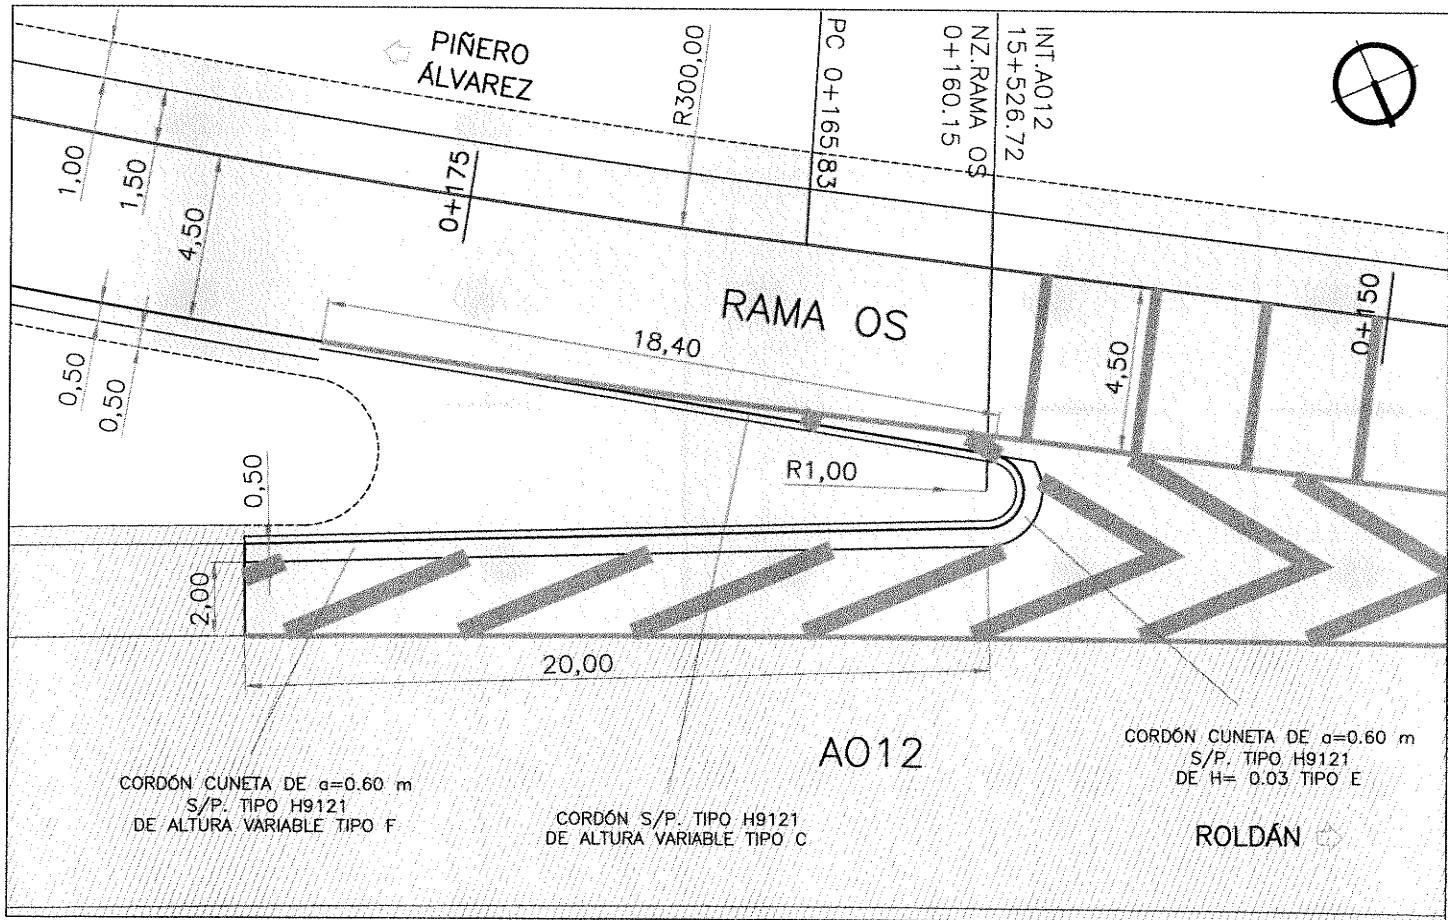 PIÑERO
ÁLVAREZ
R300,00
PC 0+165.83
INT.A012
15+526.72
NZ.RAMA OS
0+160.15
1,00
1,50
4,50
0+175
RAMA OS
18,40
4,50
0+150
0,50
0,50
0,50
R1,00
2,00
20,00
A012
CORDÓN CUNETA DE a=0.60 m
S/P. TIPO H9121
DE ALTURA VARIABLE TIPO F
CORDÓN S/P. TIPO H9121
DE ALTURA VARIABLE TIPO C
CORDÓN CUNETA DE a=0.60 m
S/P. TIPO H9121
DE H= 0.03 TIPO E
ROLDÁN